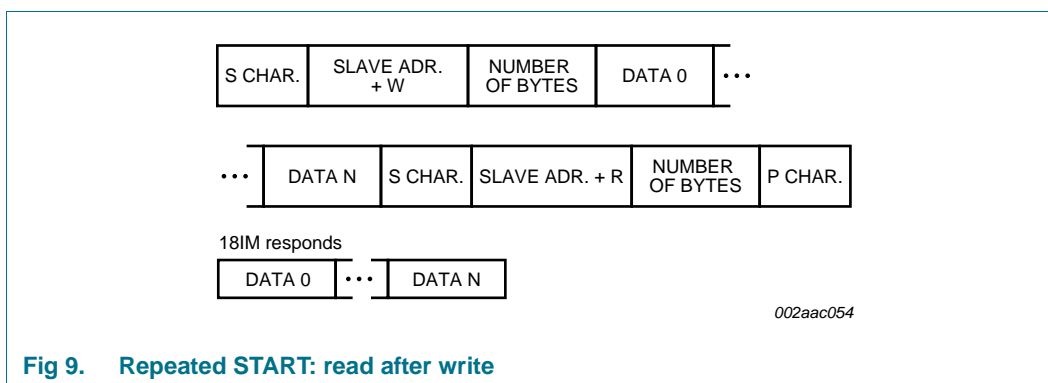 S CHAR. SLAVE ADR. + W NUMBER OF BYTES DATA 0 •••
••• DATA N S CHAR. SLAVE ADR. + R NUMBER OF BYTES P CHAR.
18IM responds
DATA 0 ••• DATA N
002aac054
Fig 9. Repeated START: read after write